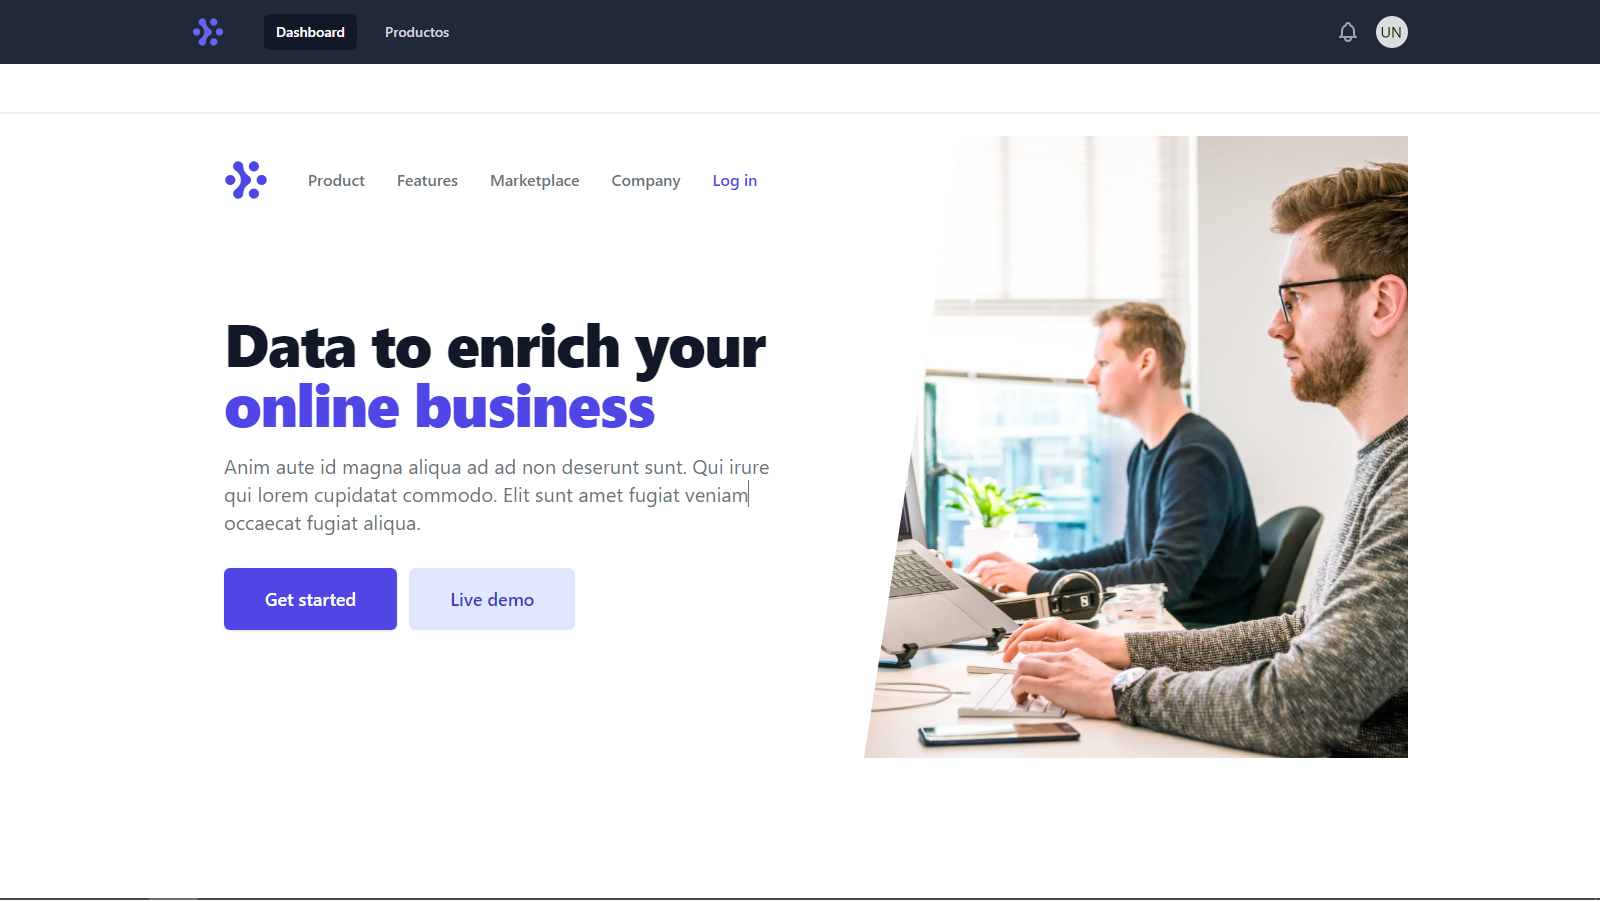 Dashboard Productos UN
Product Features Marketplace Company Log in
Data to enrich your
online business
Anim aute id magna aliqua ad ad non deserunt sunt. Qui irure
qui lorem cupidatat commodo. Elit sunt amet fugiat veniam
occaecat fugiat aliqua.
Get started Live demo